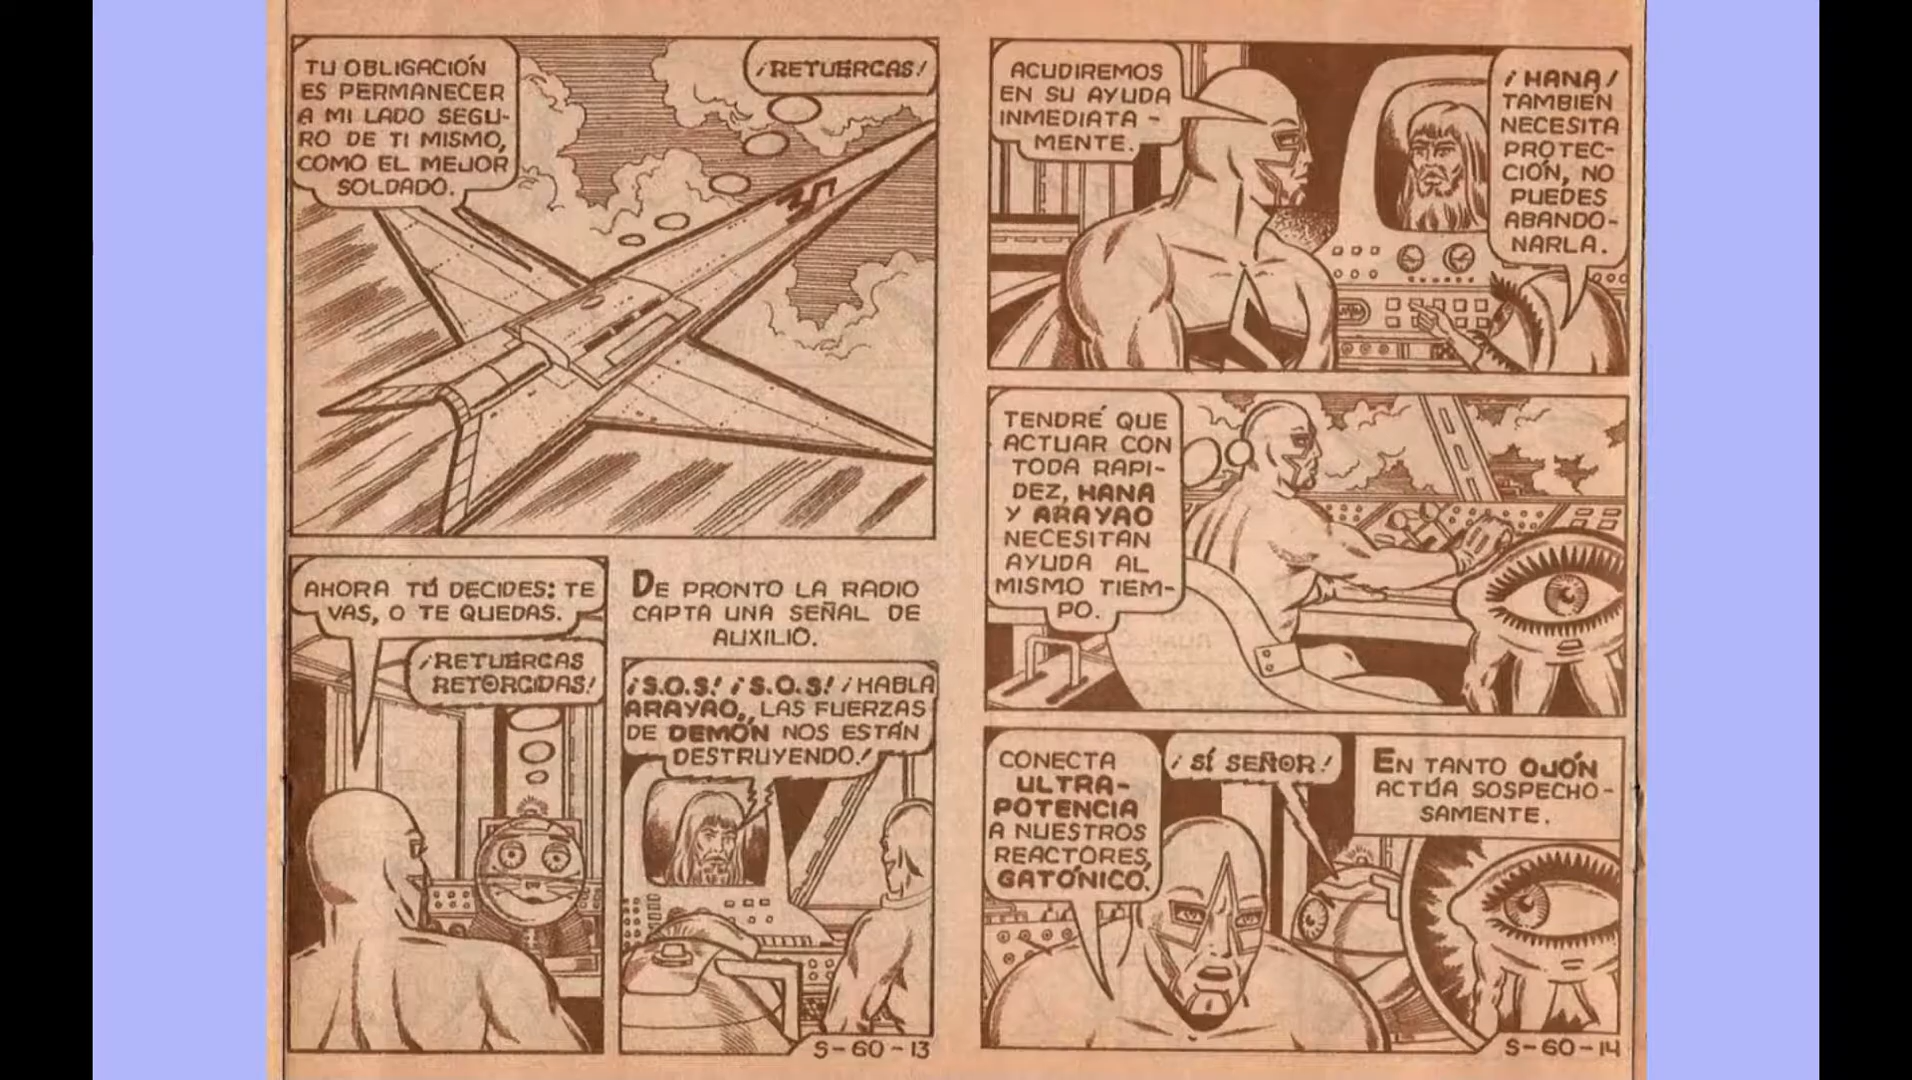 TU OBLIGACIÓN
ES PERMANECER
A MI LADO SEGU-
RO DE TI MISMO,
COMO EL MEJOR
SOLDADO.
¡RETUERCAS!
AHORA TÚ DECIDES: TE
VAS, O TE QUEDAS.
¡RETUERCAS
RETORCIDAS!
DE PRONTO LA RADIO
CAPTA UNA SEÑAL DE
AUXILIO.
¡S.O.S.! ¡S.O.S.! ¡HABLA
ARAYAO, LAS FUERZAS
DE DEMÓN NOS ESTÁN
DESTRUYENDO!
S-60-13
ACUDIREMOS
EN SU AYUDA
INMEDIATA-
MENTE.
¡HANA!
TAMBIÉN
NECESITA
PROTEC-
CIÓN, NO
PUEDES
ABANDO-
NARLA.
TENDRÉ QUE
ACTUAR CON
TODA RAPI-
DEZ, HANA
Y ARAYAO
NECESITAN
AYUDA AL
MISMO TIEM-
PO.
CONECTA
ULTRA-
POTENCIA
A NUESTROS
REACTORES,
GATÓNICO.
¡SÍ SEÑOR!
EN TANTO OJÓN
ACTÚA SOSPECHO-
SAMENTE.
S-60-14